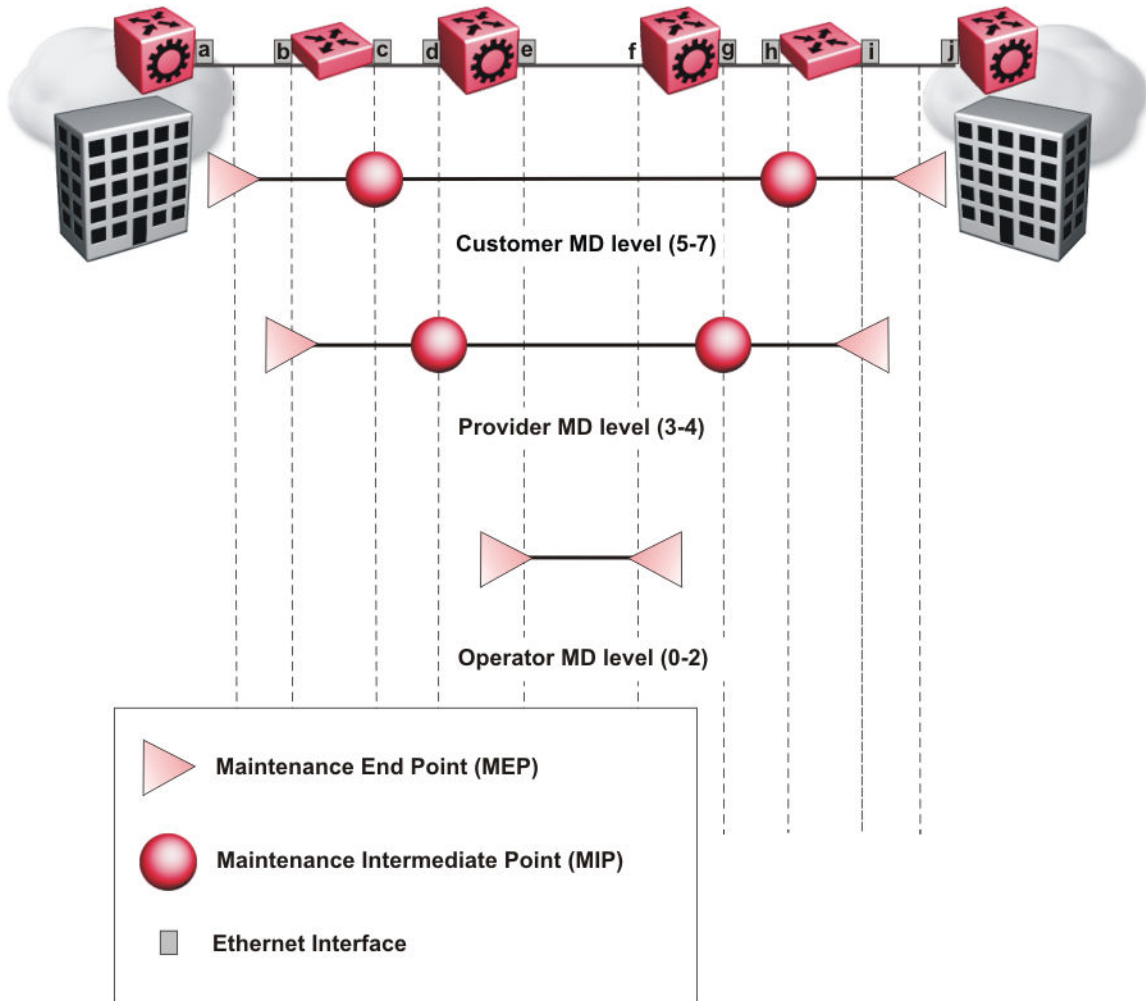 a b c d e f g h i j
Customer MD level (5-7)
Provider MD level (3-4)
Operator MD level (0-2)
Maintenance End Point (MEP)
Maintenance Intermediate Point (MIP)
Ethernet Interface